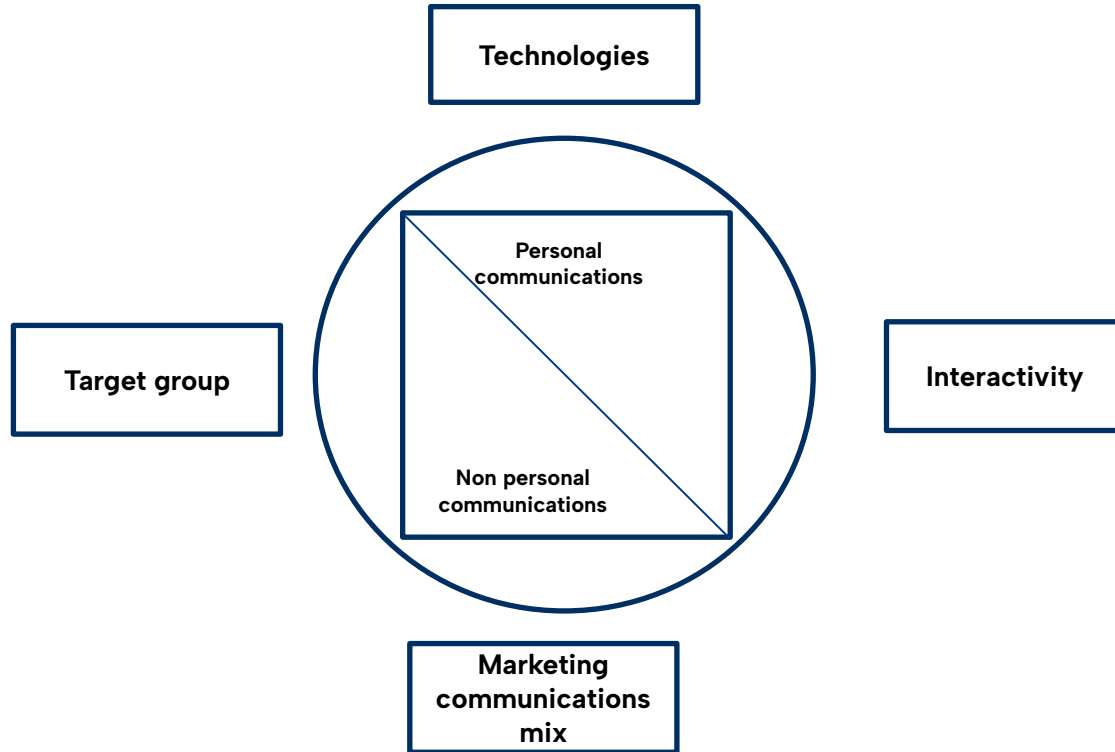 Technologies
Personal
communications
Target group
Interactivity
Non personal
communications
Marketing
communications
mix